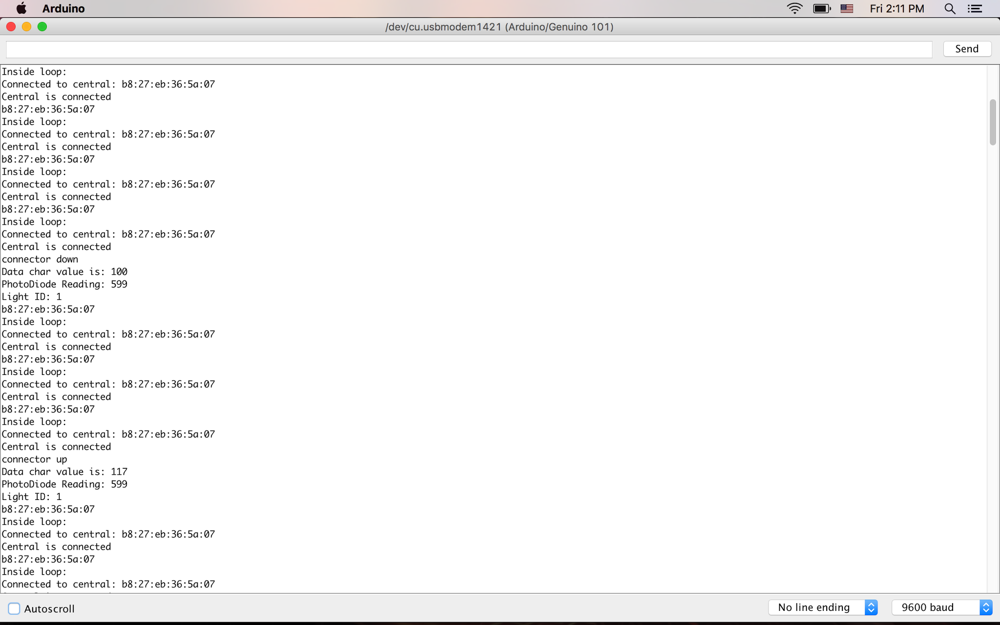 Arduino
Fri 2:11 PM
/dev/cu.usbmodem1421 (Arduino/Genuino 101)
Send
Inside loop:
Connected to central: b8:27:eb:36:5a:07
Central is connected
b8:27:eb:36:5a:07
Inside loop:
Connected to central: b8:27:eb:36:5a:07
Central is connected
b8:27:eb:36:5a:07
Inside loop:
Connected to central: b8:27:eb:36:5a:07
Central is connected
b8:27:eb:36:5a:07
Inside loop:
Connected to central: b8:27:eb:36:5a:07
Central is connected
connector down
Data char value is: 100
PhotoDiode Reading: 599
Light ID: 1
b8:27:eb:36:5a:07
Inside loop:
Connected to central: b8:27:eb:36:5a:07
Central is connected
b8:27:eb:36:5a:07
Inside loop:
Connected to central: b8:27:eb:36:5a:07
Central is connected
b8:27:eb:36:5a:07
Inside loop:
Connected to central: b8:27:eb:36:5a:07
Central is connected
connector up
Data char value is: 117
PhotoDiode Reading: 599
Light ID: 1
b8:27:eb:36:5a:07
Inside loop:
Connected to central: b8:27:eb:36:5a:07
Central is connected
b8:27:eb:36:5a:07
Inside loop:
Connected to central: b8:27:eb:36:5a:07
Autoscroll
No line ending
9600 baud